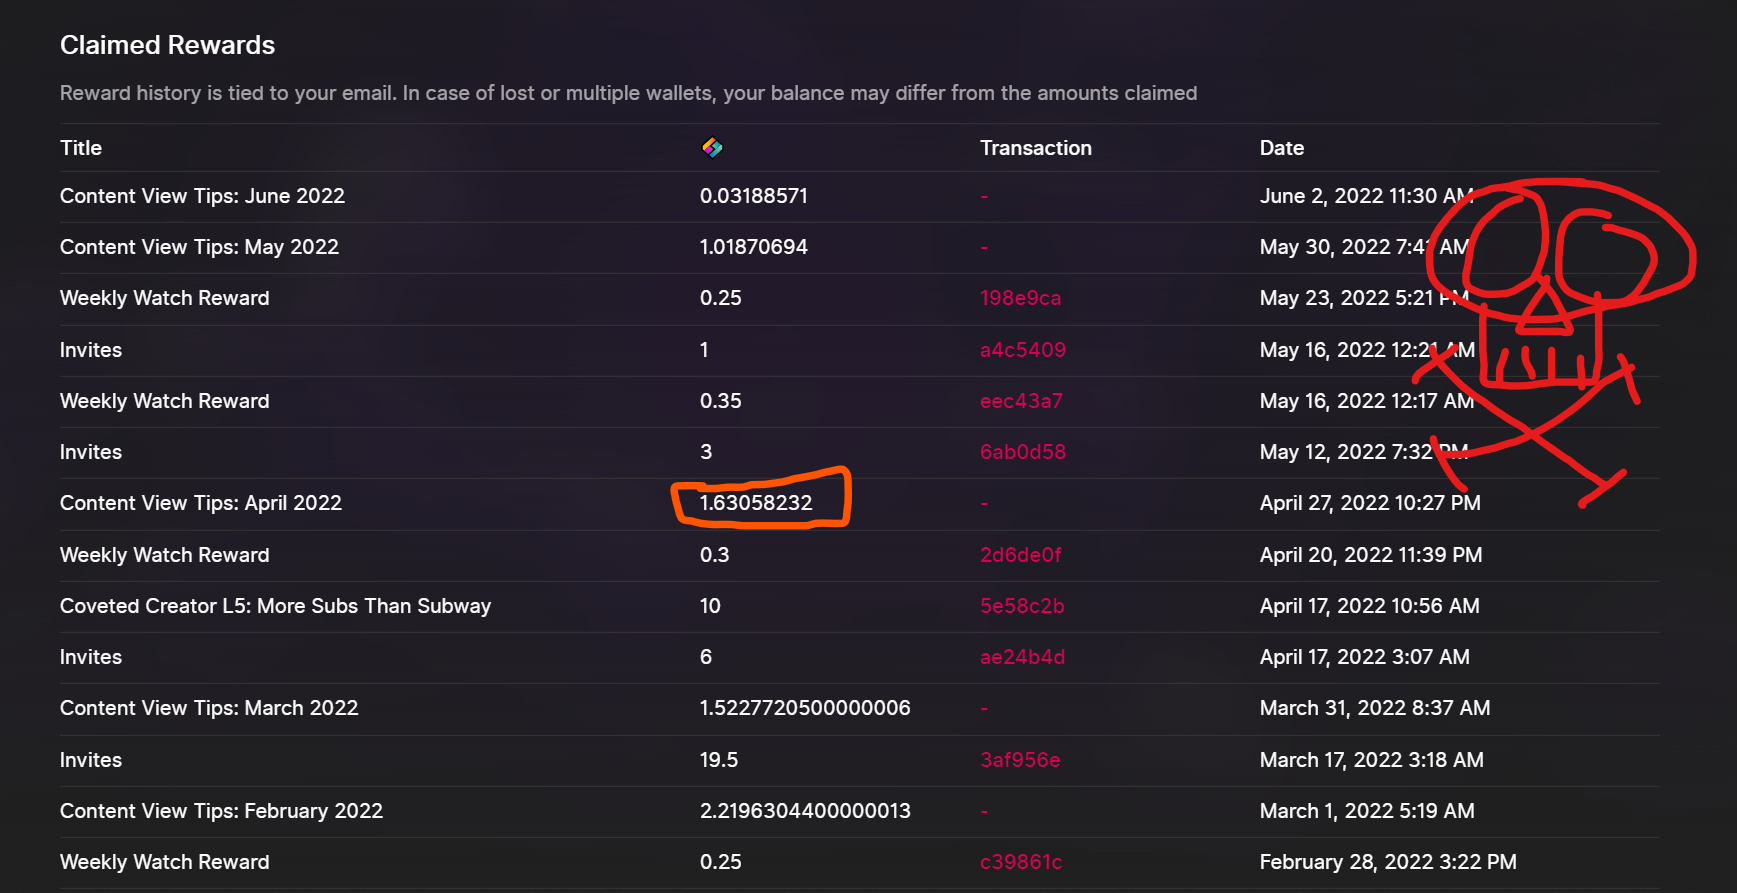 Claimed Rewards
Reward history is tied to your email. In case of lost or multiple wallets, your balance may differ from the amounts claimed
Title Transaction Date
Content View Tips: June 2022 0.03188571 - June 2, 2022 11:30 AM
Content View Tips: May 2022 1.01870694 - May 30, 2022 AM
Weekly Watch Reward 0.25 198e9ca May 23, 2022 5:21 PM
Invites 1 a4c5409 May 16, 2022 12:21 AM
Weekly Watch Reward 0.35 eec43a7 May 16, 2022 12:17 AM
Invites 3 6ab0d58 May 12, 2022 7:32 PM
Content View Tips: April 2022 1.63058232 - April 27, 2022 10:27 PM
Weekly Watch Reward 0.3 2d6de0f April 20, 2022 11:39 PM
Coveted Creator L5: More Subs Than Subway 10 5e58c2b April 17, 2022 10:56 AM
Invites 6 ae24b4d April 17, 2022 3:07 AM
Content View Tips: March 2022 1.5227720500000006 - March 31, 2022 8:37 AM
Invites 19.5 3af956e March 17, 2022 3:18 AM
Content View Tips: February 2022 2.2196304400000013 - March 1, 2022 5:19 AM
Weekly Watch Reward 0.25 c39861c February 28, 2022 3:22 PM